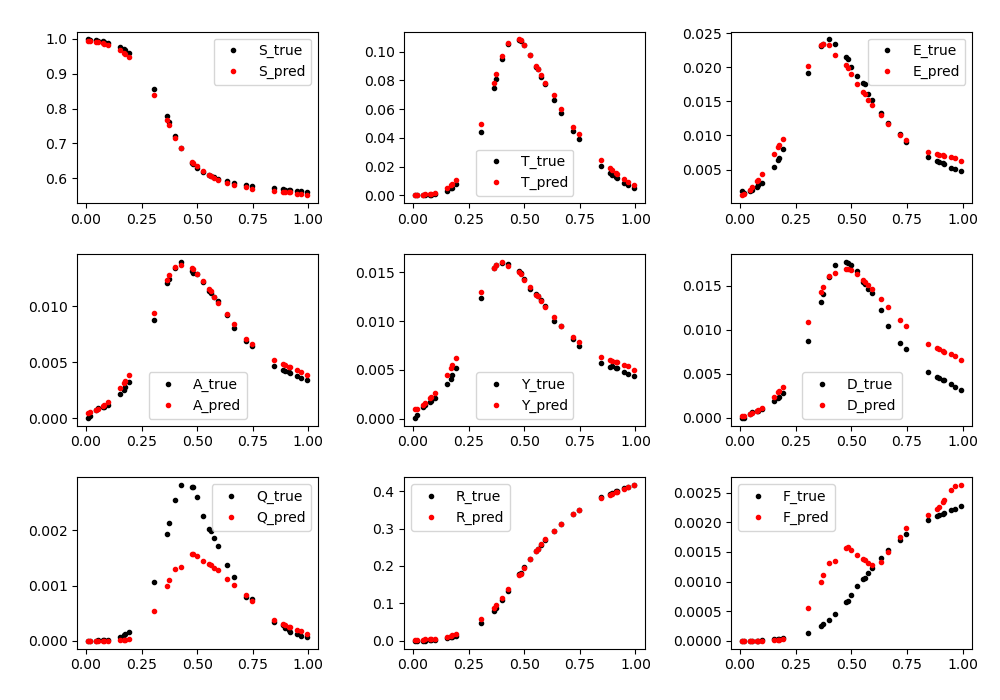 1.0
0.9
0.8
0.7
0.6
S_true
S_pred
0.00 0.25 0.50 0.75 1.00
0.10
0.08
0.06
0.04
0.02
0.00
T_true
T_pred
0.00 0.25 0.50 0.75 1.00
0.025
0.020
0.015
0.010
0.005
E_true
E_pred
0.00 0.25 0.50 0.75 1.00
0.010
0.005
0.000
A_true
A_pred
0.00 0.25 0.50 0.75 1.00
0.015
0.010
0.005
0.000
Y_true
Y_pred
0.00 0.25 0.50 0.75 1.00
0.015
0.010
0.005
0.000
D_true
D_pred
0.00 0.25 0.50 0.75 1.00
0.002
0.001
0.000
Q_true
Q_pred
0.00 0.25 0.50 0.75 1.00
0.4
0.3
0.2
0.1
0.0
R_true
R_pred
0.00 0.25 0.50 0.75 1.00
0.0025
0.0020
0.0015
0.0010
0.0005
0.0000
F_true
F_pred
0.00 0.25 0.50 0.75 1.00